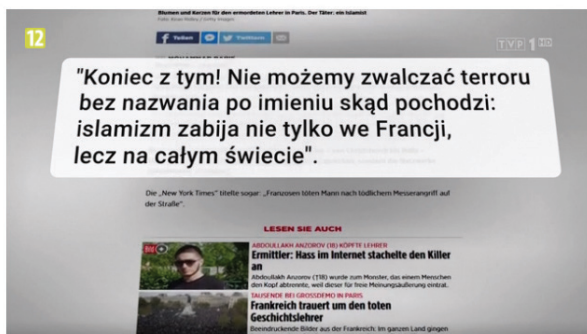 Blumen und Kerzen für den ermordeten Lehrer in Paris. Der Täter: ein Islamist
12
Teilen
Twittern
TVP 1 HD
"Koniec z tym! Nie możemy zwalczać terroru
bez nazwania po imieniu skąd pochodzi:
islamizm zabija nie tylko we Francji,
lecz na całym świecie".
Die „New York Times" titelte sogar: „Franzosen töten Mann nach tödlichem Messerangriff auf
der Straße".
LESEN SIE AUCH
ABDOULLAKH ANZOROV (18) KÖPFTE LEHRER
Ermittler: Hass im Internet stachelte den Killer
an
Abdoullakh Anzorov (†18) wurde zum Monster, das einem Menschen
den Kopf abtrennte, weil dieser für freie Meinungsäußerung eintrat.
TAUSENDE BEI GROSSDEMO IN PARIS
Frankreich trauert um den toten
Geschichtslehrer
Beeindruckende Bilder aus der Frankreich: Im ganzem Land gingen